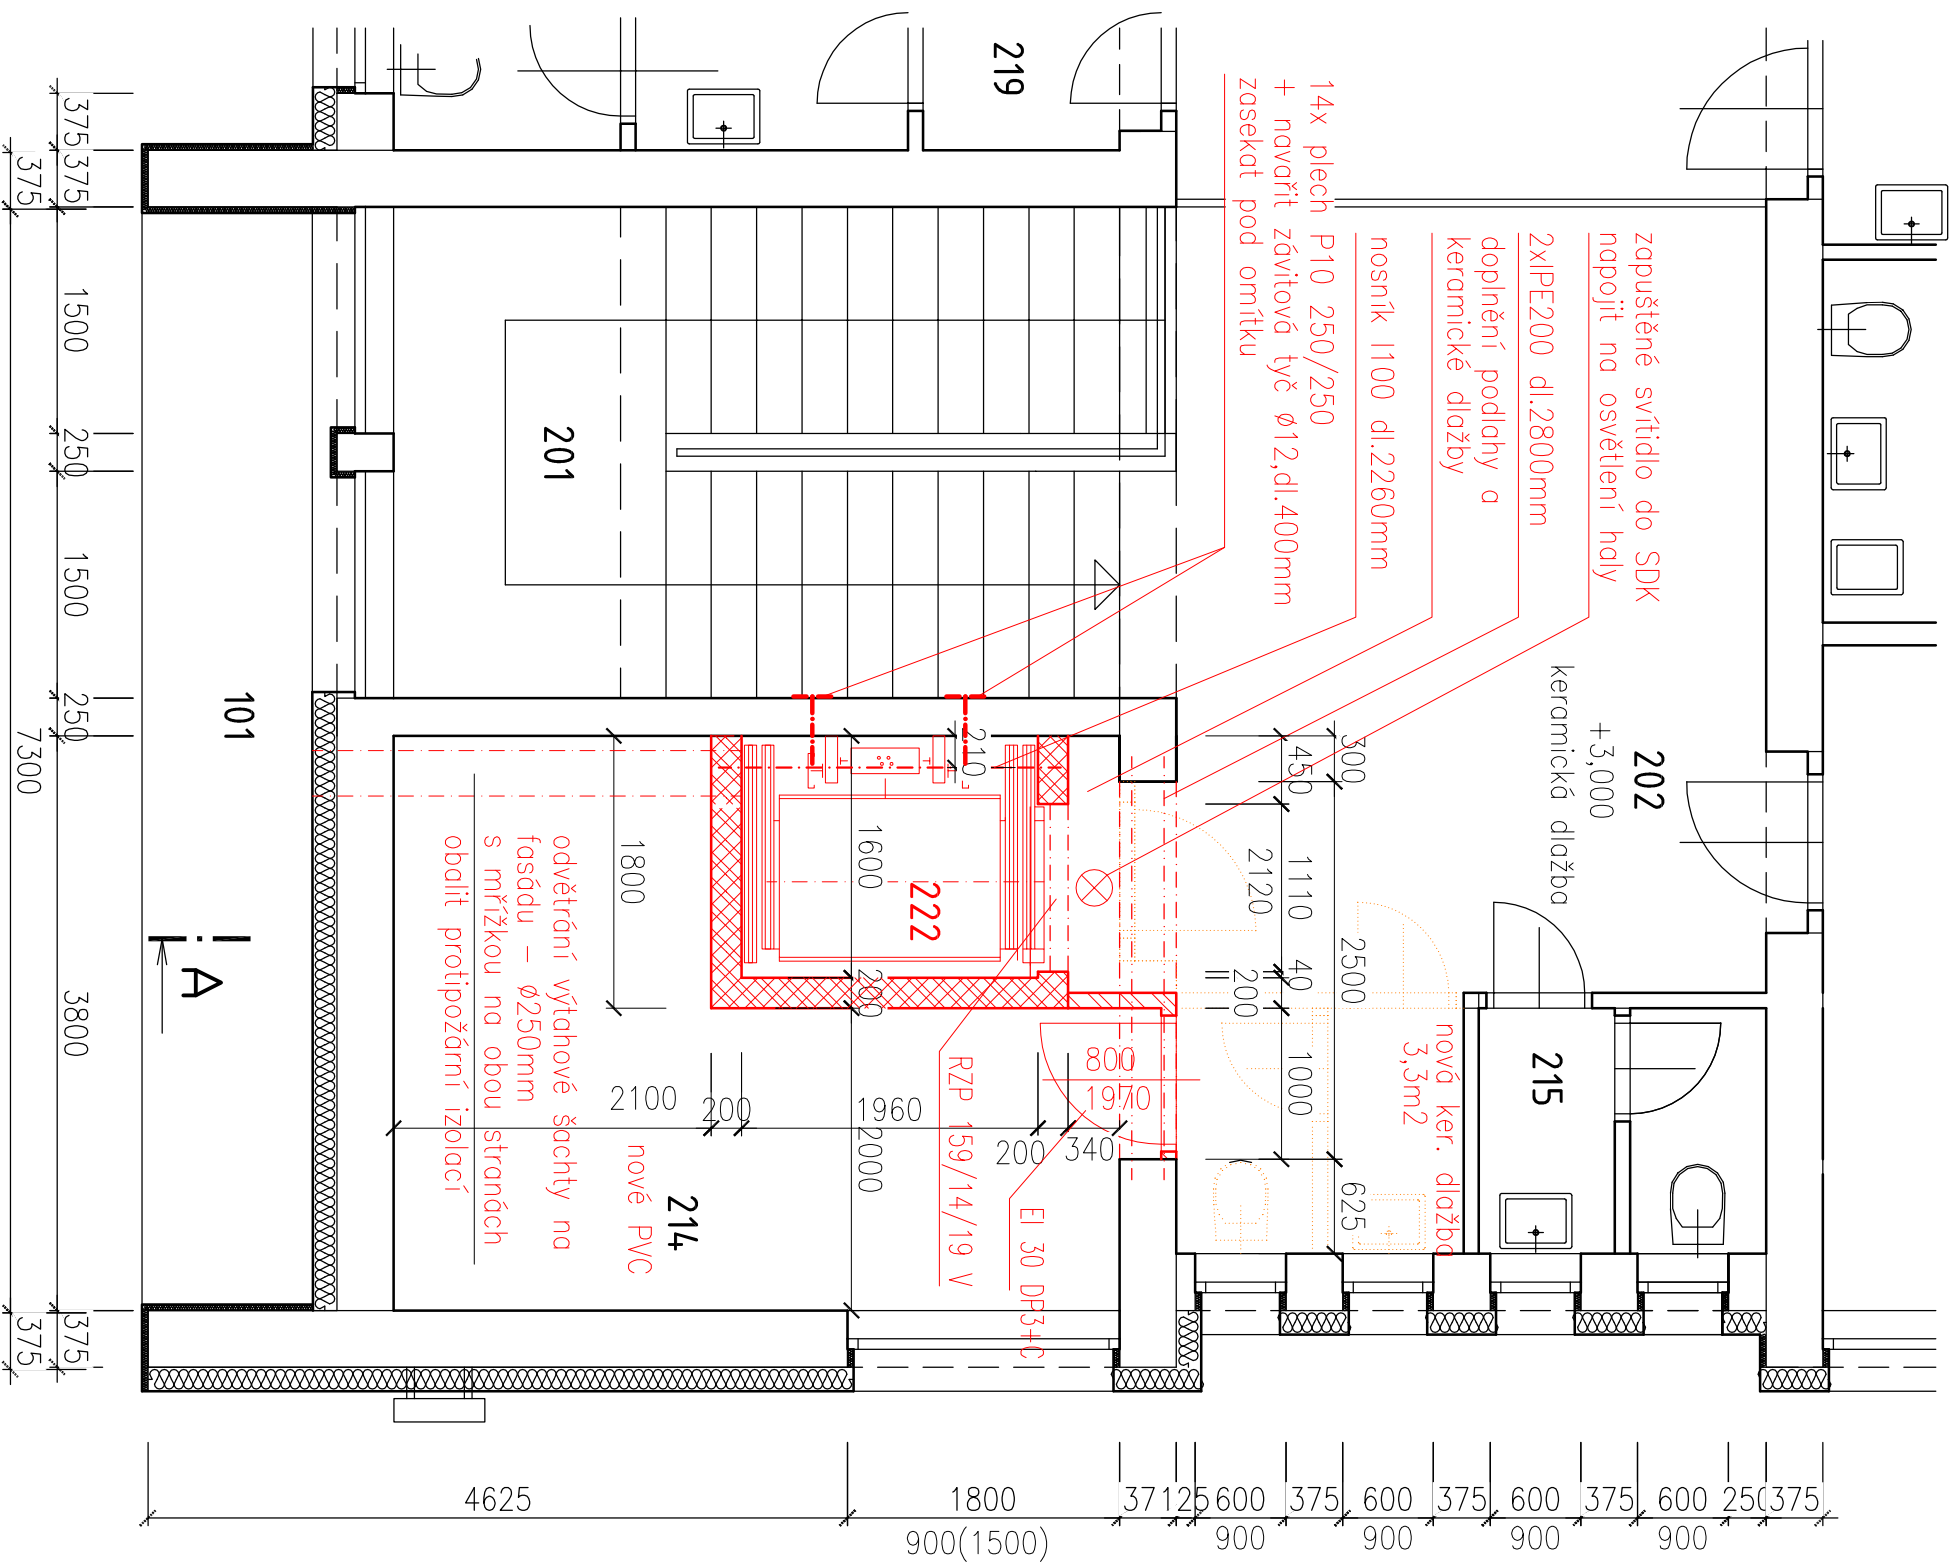 219
14x plech P10 250/250
+ navařit závitová tyč ø12,dl.400mm
zasekat pod omítku
nosník I100 dl.2260mm
doplnění podlahy a
keramické dlažby
2xIPE200 dl.2800mm
zapuštěné svítidlo do SDK
napojit na osvětlení haly
201
202
+3,000
keramická dlažba
101
A
222
215
nová ker. dlažba
3,3m2
214
nové PVC
odvětrání výtahové šachty na
fasádu – ø250mm
s mřížkou na obou stranách
obalit protipožární izolací
RZP 159/14/19 V
EI 30 DP3+C
800
1970
210
1600
200
2000
1800
2100
200
1960
200
340
300
2500
625
450
1110
40
1000
2120
200
375
375
1500
250
1500
250
3800
375
375
7300
375
4625
1800
900(1500)
37
125
600
900
375
600
900
375
600
900
375
600
900
250
375